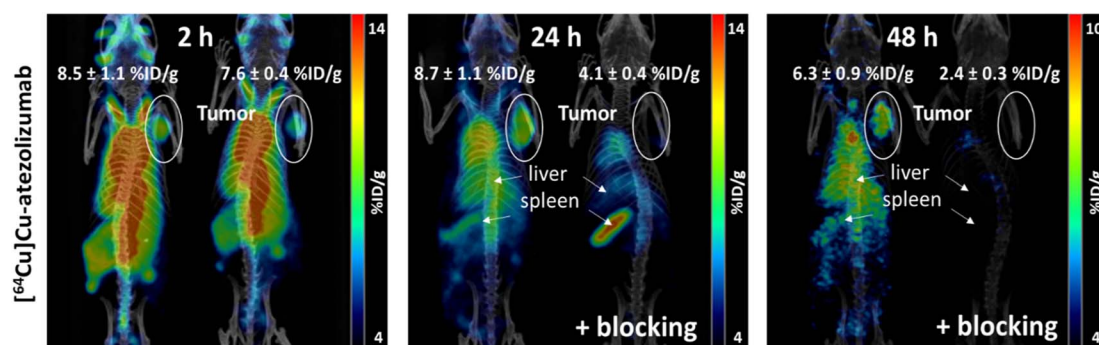 [⁶⁴Cu]Cu-atezolizumab
2 h
8.5 ± 1.1 %ID/g
7.6 ± 0.4 %ID/g
Tumor
14
%ID/g
4
24 h
8.7 ± 1.1 %ID/g
4.1 ± 0.4 %ID/g
Tumor
liver
spleen
+ blocking
14
%ID/g
4
48 h
6.3 ± 0.9 %ID/g
2.4 ± 0.3 %ID/g
Tumor
liver
spleen
+ blocking
10
%ID/g
4